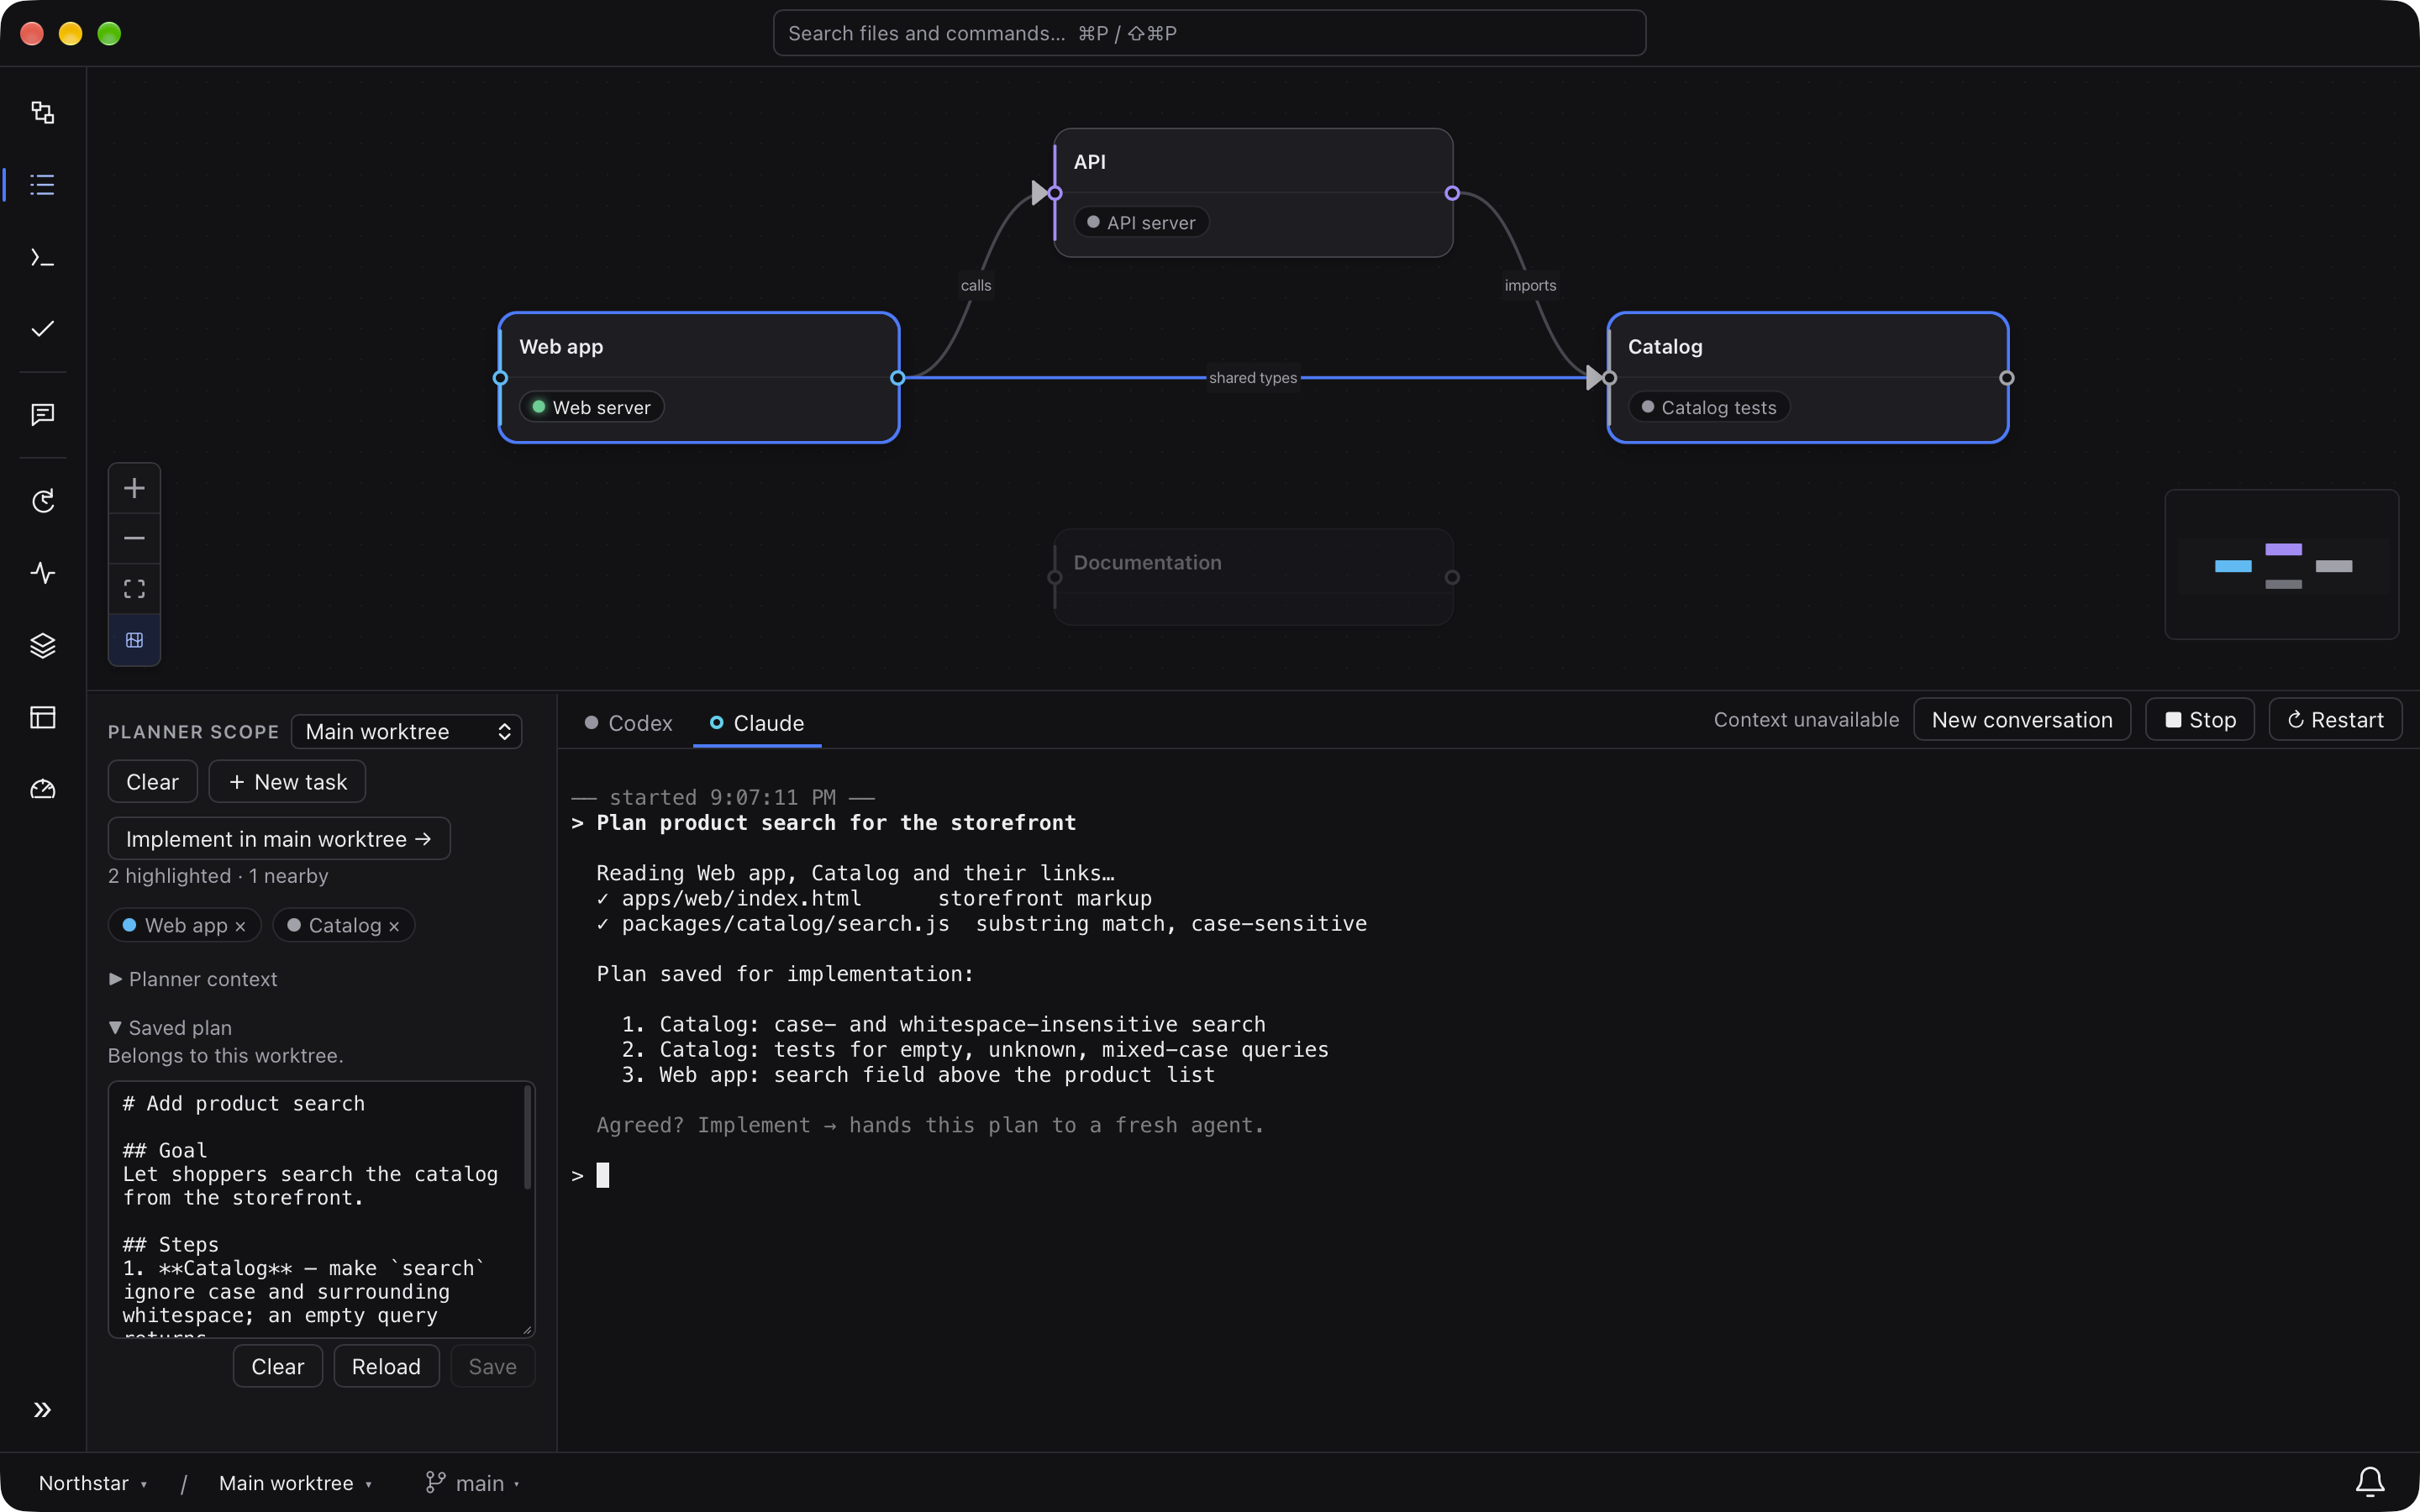 Search files and commands... ⌘P / ⇧⌘P
API
API server
calls
imports
Web app
Web server
shared types
Catalog
Catalog tests
Documentation
PLANNER SCOPE Main worktree
Clear + New task
Implement in main worktree →
2 highlighted · 1 nearby
Web app × Catalog ×
▶ Planner context
▼ Saved plan
Belongs to this worktree.
# Add product search
## Goal
Let shoppers search the catalog
from the storefront.
## Steps
1. **Catalog** — make `search`
ignore case and surrounding
whitespace; an empty query
returns
Clear Reload Save
Codex Claude
Context unavailable New conversation Stop Restart
—— started 9:07:11 PM ——
> Plan product search for the storefront
Reading Web app, Catalog and their links…
✓ apps/web/index.html storefront markup
✓ packages/catalog/search.js substring match, case-sensitive
Plan saved for implementation:
1. Catalog: case- and whitespace-insensitive search
2. Catalog: tests for empty, unknown, mixed-case queries
3. Web app: search field above the product list
Agreed? Implement → hands this plan to a fresh agent.
>
Northstar / Main worktree main